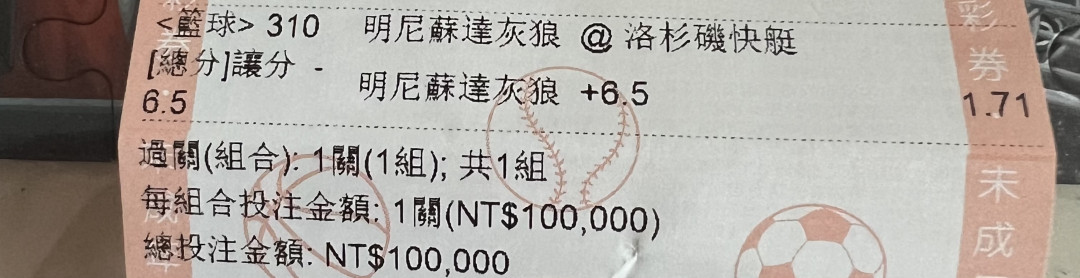 <籃球> 310 明尼蘇達灰狼 @ 洛杉磯快艇
[總分]讓分 - 明尼蘇達灰狼 +6.5
6.5 1.71
過關(組合): 1關(1組); 共1組
每組合投注金額: 1關(NT$100,000)
總投注金額: NT$100,000
彩
券
未
成